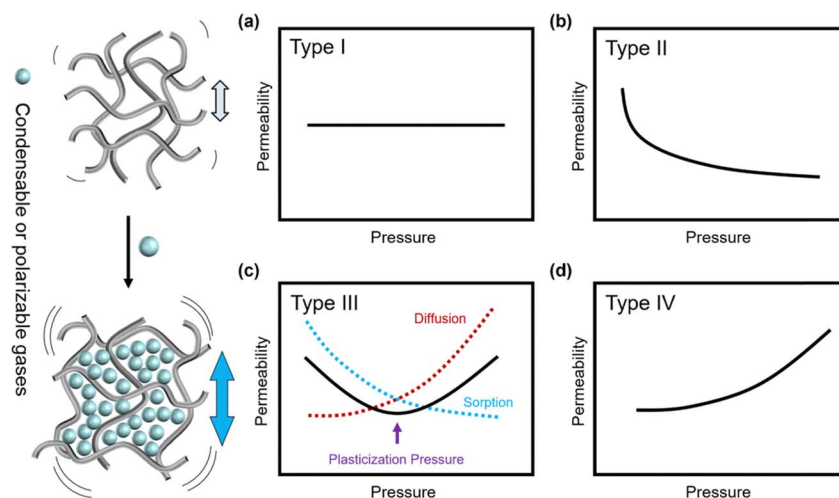 Condensable or polarizable gases
(a)
Type I
Permeability
Pressure
(b)
Type II
Permeability
Pressure
(c)
Type III
Diffusion
Sorption
Plasticization Pressure
Permeability
Pressure
(d)
Type IV
Permeability
Pressure